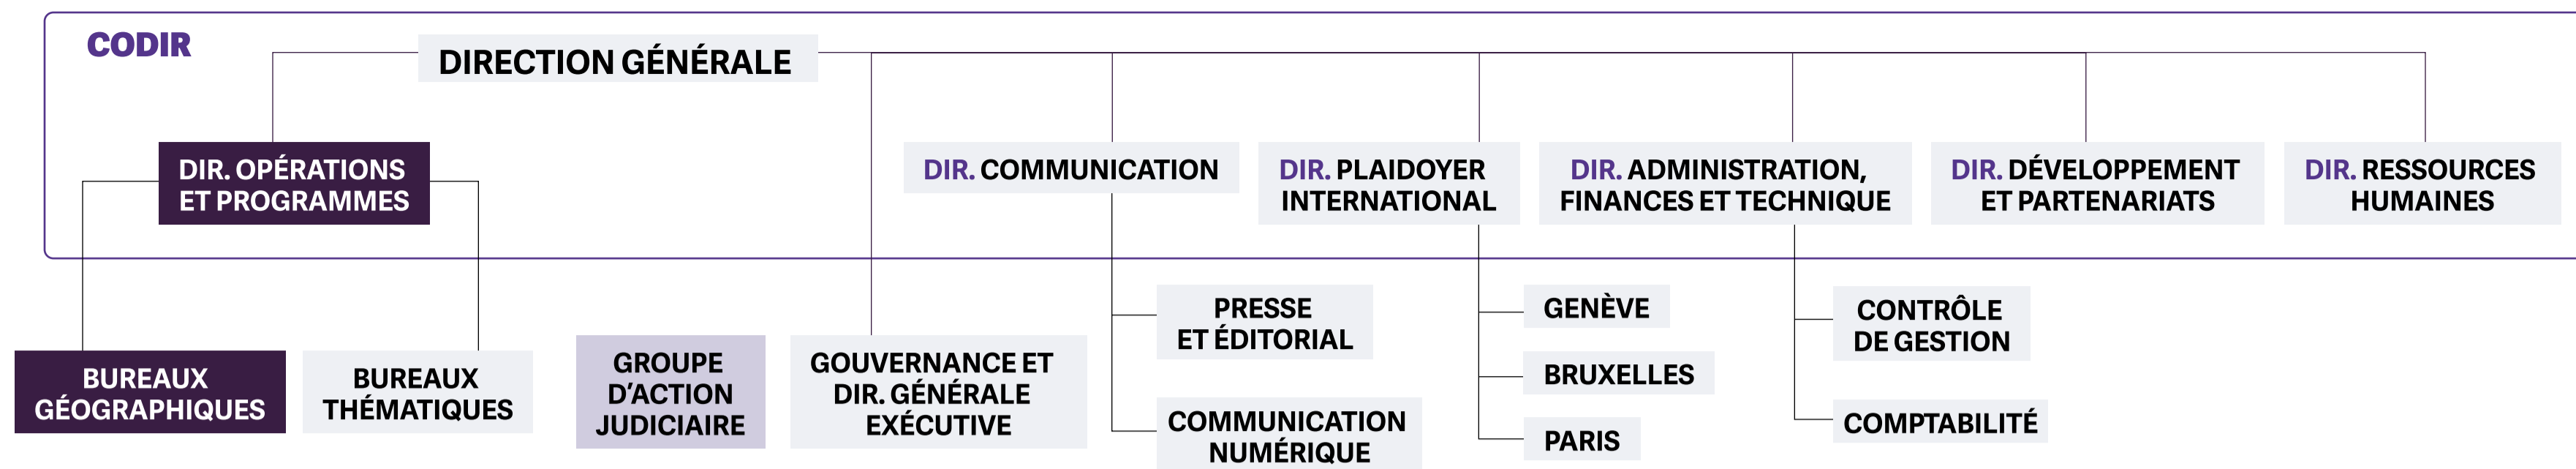 CODIR
DIRECTION GÉNÉRALE
DIR. OPÉRATIONS
ET PROGRAMMES
DIR. COMMUNICATION
DIR. PLAIDOYER
INTERNATIONAL
DIR. ADMINISTRATION,
FINANCES ET TECHNIQUE
DIR. DÉVELOPPEMENT
ET PARTENARIATS
DIR. RESSOURCES
HUMAINES
BUREAUX
GÉOGRAPHIQUES
BUREAUX
THÉMATIQUES
GROUPE
D’ACTION
JUDICIAIRE
GOUVERNANCE ET
DIR. GÉNÉRALE
EXÉCUTIVE
PRESSE
ET ÉDITORIAL
COMMUNICATION
NUMÉRIQUE
GENÈVE
BRUXELLES
PARIS
CONTRÔLE
DE GESTION
COMPTABILITÉ